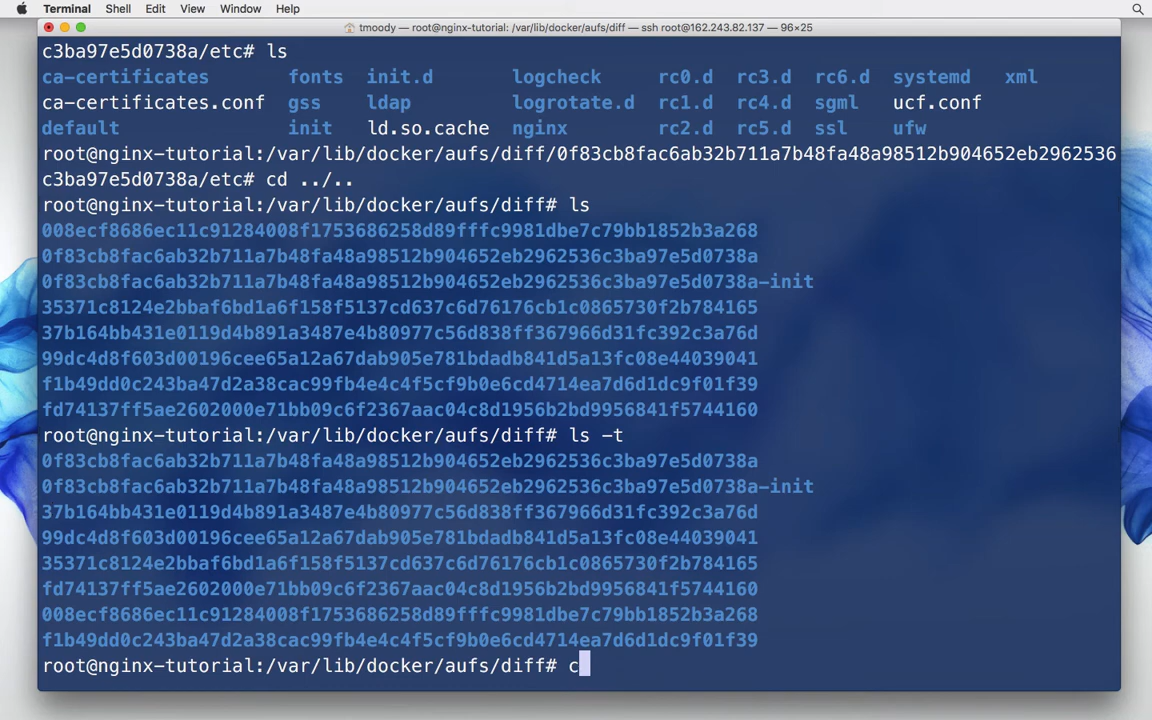 Terminal Shell Edit View Window Help
tmoody — root@nginx-tutorial: /var/lib/docker/aufs/diff — ssh root@162.243.82.137 — 96×25
c3ba97e5d0738a/etc# ls
ca-certificates fonts init.d logcheck rc0.d rc3.d rc6.d systemd xml
ca-certificates.conf gss ldap logrotate.d rc1.d rc4.d sgml ucf.conf
default init ld.so.cache nginx rc2.d rc5.d ssl ufw
root@nginx-tutorial:/var/lib/docker/aufs/diff/0f83cb8fac6ab32b711a7b48fa48a98512b904652eb2962536
c3ba97e5d0738a/etc# cd ../..
root@nginx-tutorial:/var/lib/docker/aufs/diff# ls
008ecf8686ec11c91284008f1753686258d89fffc9981dbe7c79bb1852b3a268
0f83cb8fac6ab32b711a7b48fa48a98512b904652eb2962536c3ba97e5d0738a
0f83cb8fac6ab32b711a7b48fa48a98512b904652eb2962536c3ba97e5d0738a-init
35371c8124e2bbaf6bd1a6f158f5137cd637c6d76176cb1c0865730f2b784165
37b164bb431e0119d4b891a3487e4b80977c56d838ff367966d31fc392c3a76d
99dc4d8f603d00196cee65a12a67dab905e781bdadb841d5a13fc08e44039041
f1b49dd0c243ba47d2a38cac99fb4e4c4f5cf9b0e6cd4714ea7d6d1dc9f01f39
fd74137ff5ae2602000e71bb09c6f2367aac04c8d1956b2bd9956841f5744160
root@nginx-tutorial:/var/lib/docker/aufs/diff# ls -t
0f83cb8fac6ab32b711a7b48fa48a98512b904652eb2962536c3ba97e5d0738a
0f83cb8fac6ab32b711a7b48fa48a98512b904652eb2962536c3ba97e5d0738a-init
37b164bb431e0119d4b891a3487e4b80977c56d838ff367966d31fc392c3a76d
99dc4d8f603d00196cee65a12a67dab905e781bdadb841d5a13fc08e44039041
35371c8124e2bbaf6bd1a6f158f5137cd637c6d76176cb1c0865730f2b784165
fd74137ff5ae2602000e71bb09c6f2367aac04c8d1956b2bd9956841f5744160
008ecf8686ec11c91284008f1753686258d89fffc9981dbe7c79bb1852b3a268
f1b49dd0c243ba47d2a38cac99fb4e4c4f5cf9b0e6cd4714ea7d6d1dc9f01f39
root@nginx-tutorial:/var/lib/docker/aufs/diff# c